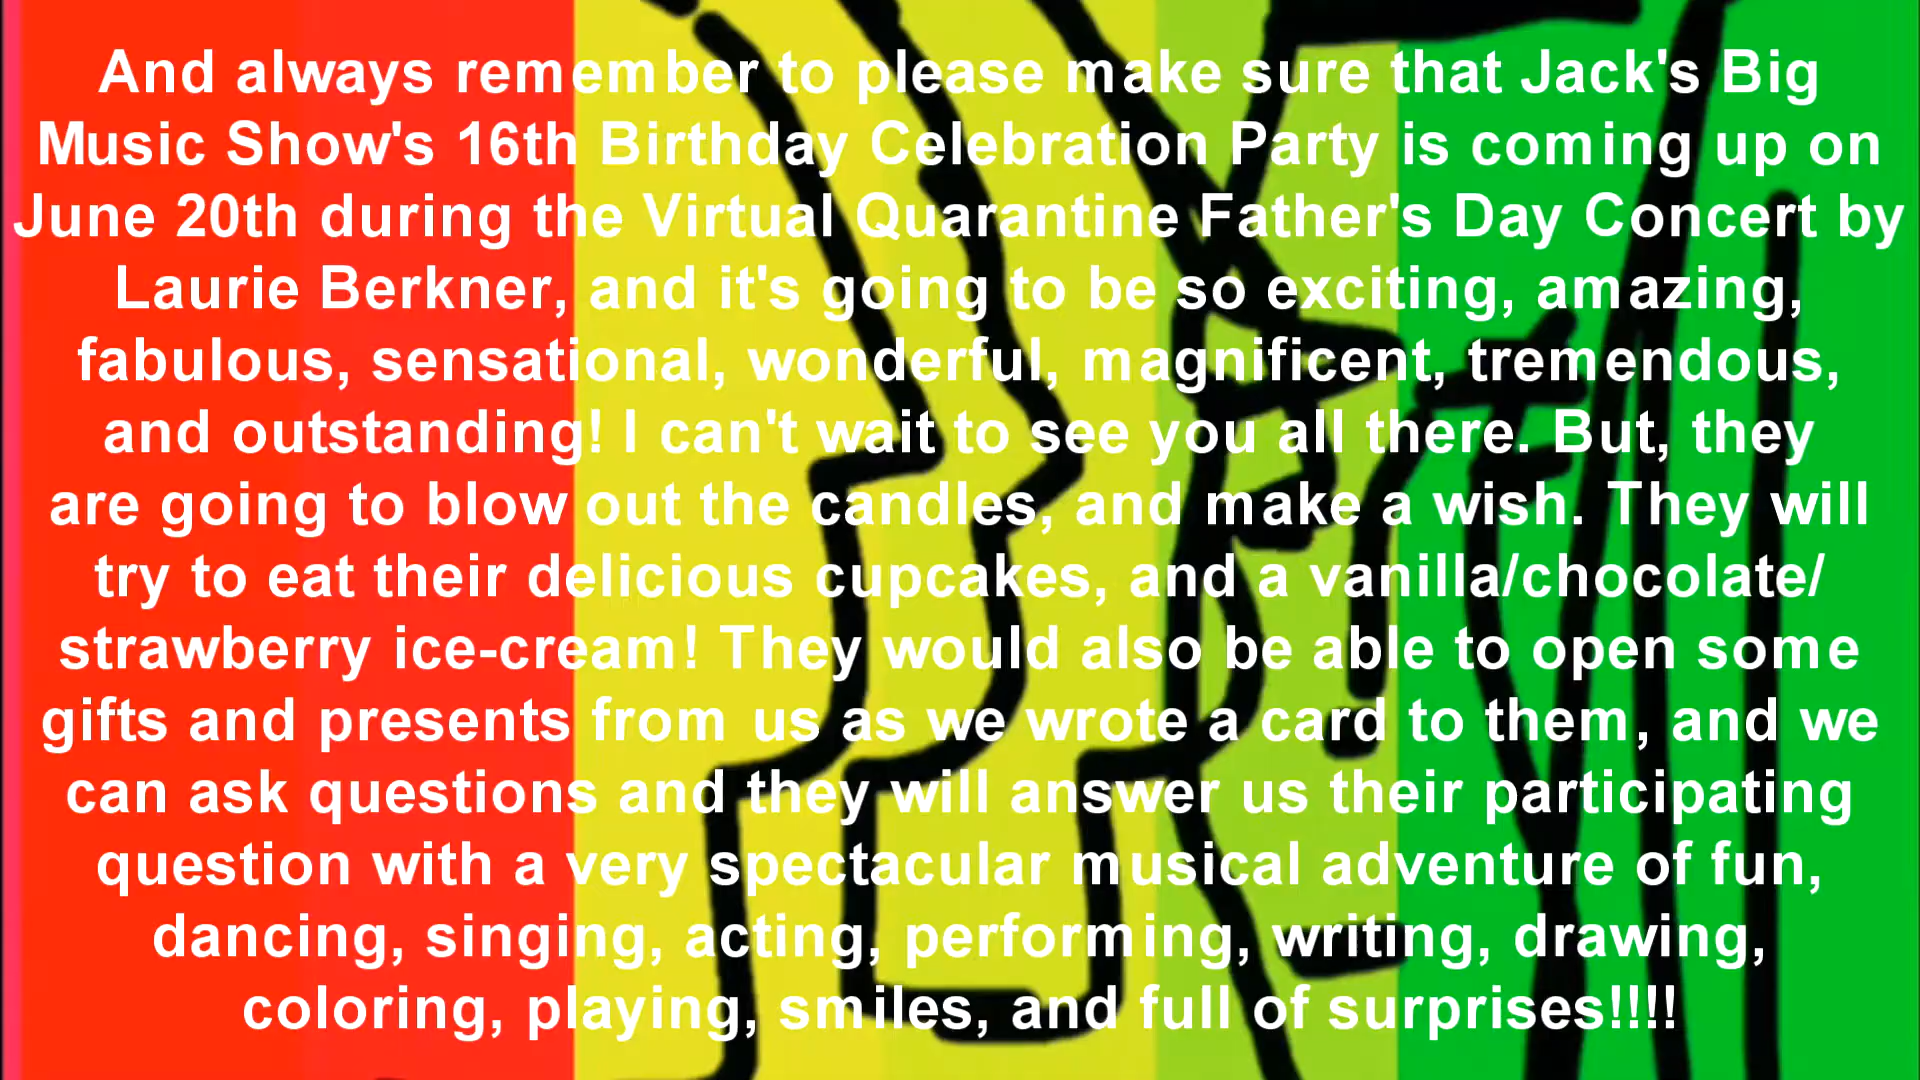 And always remember to please make sure that Jack's Big
Music Show's 16th Birthday Celebration Party is coming up on
June 20th during the Virtual Quarantine Father's Day Concert by
Laurie Berkner, and it's going to be so exciting, amazing,
fabulous, sensational, wonderful, magnificent, tremendous,
and outstanding! I can't wait to see you all there. But, they
are going to blow out the candles, and make a wish. They will
try to eat their delicious cupcakes, and a vanilla/chocolate/
strawberry ice-cream! They would also be able to open some
gifts and presents from us as we wrote a card to them, and we
can ask questions and they will answer us their participating
question with a very spectacular musical adventure of fun,
dancing, singing, acting, performing, writing, drawing,
coloring, playing, smiles, and full of surprises!!!!